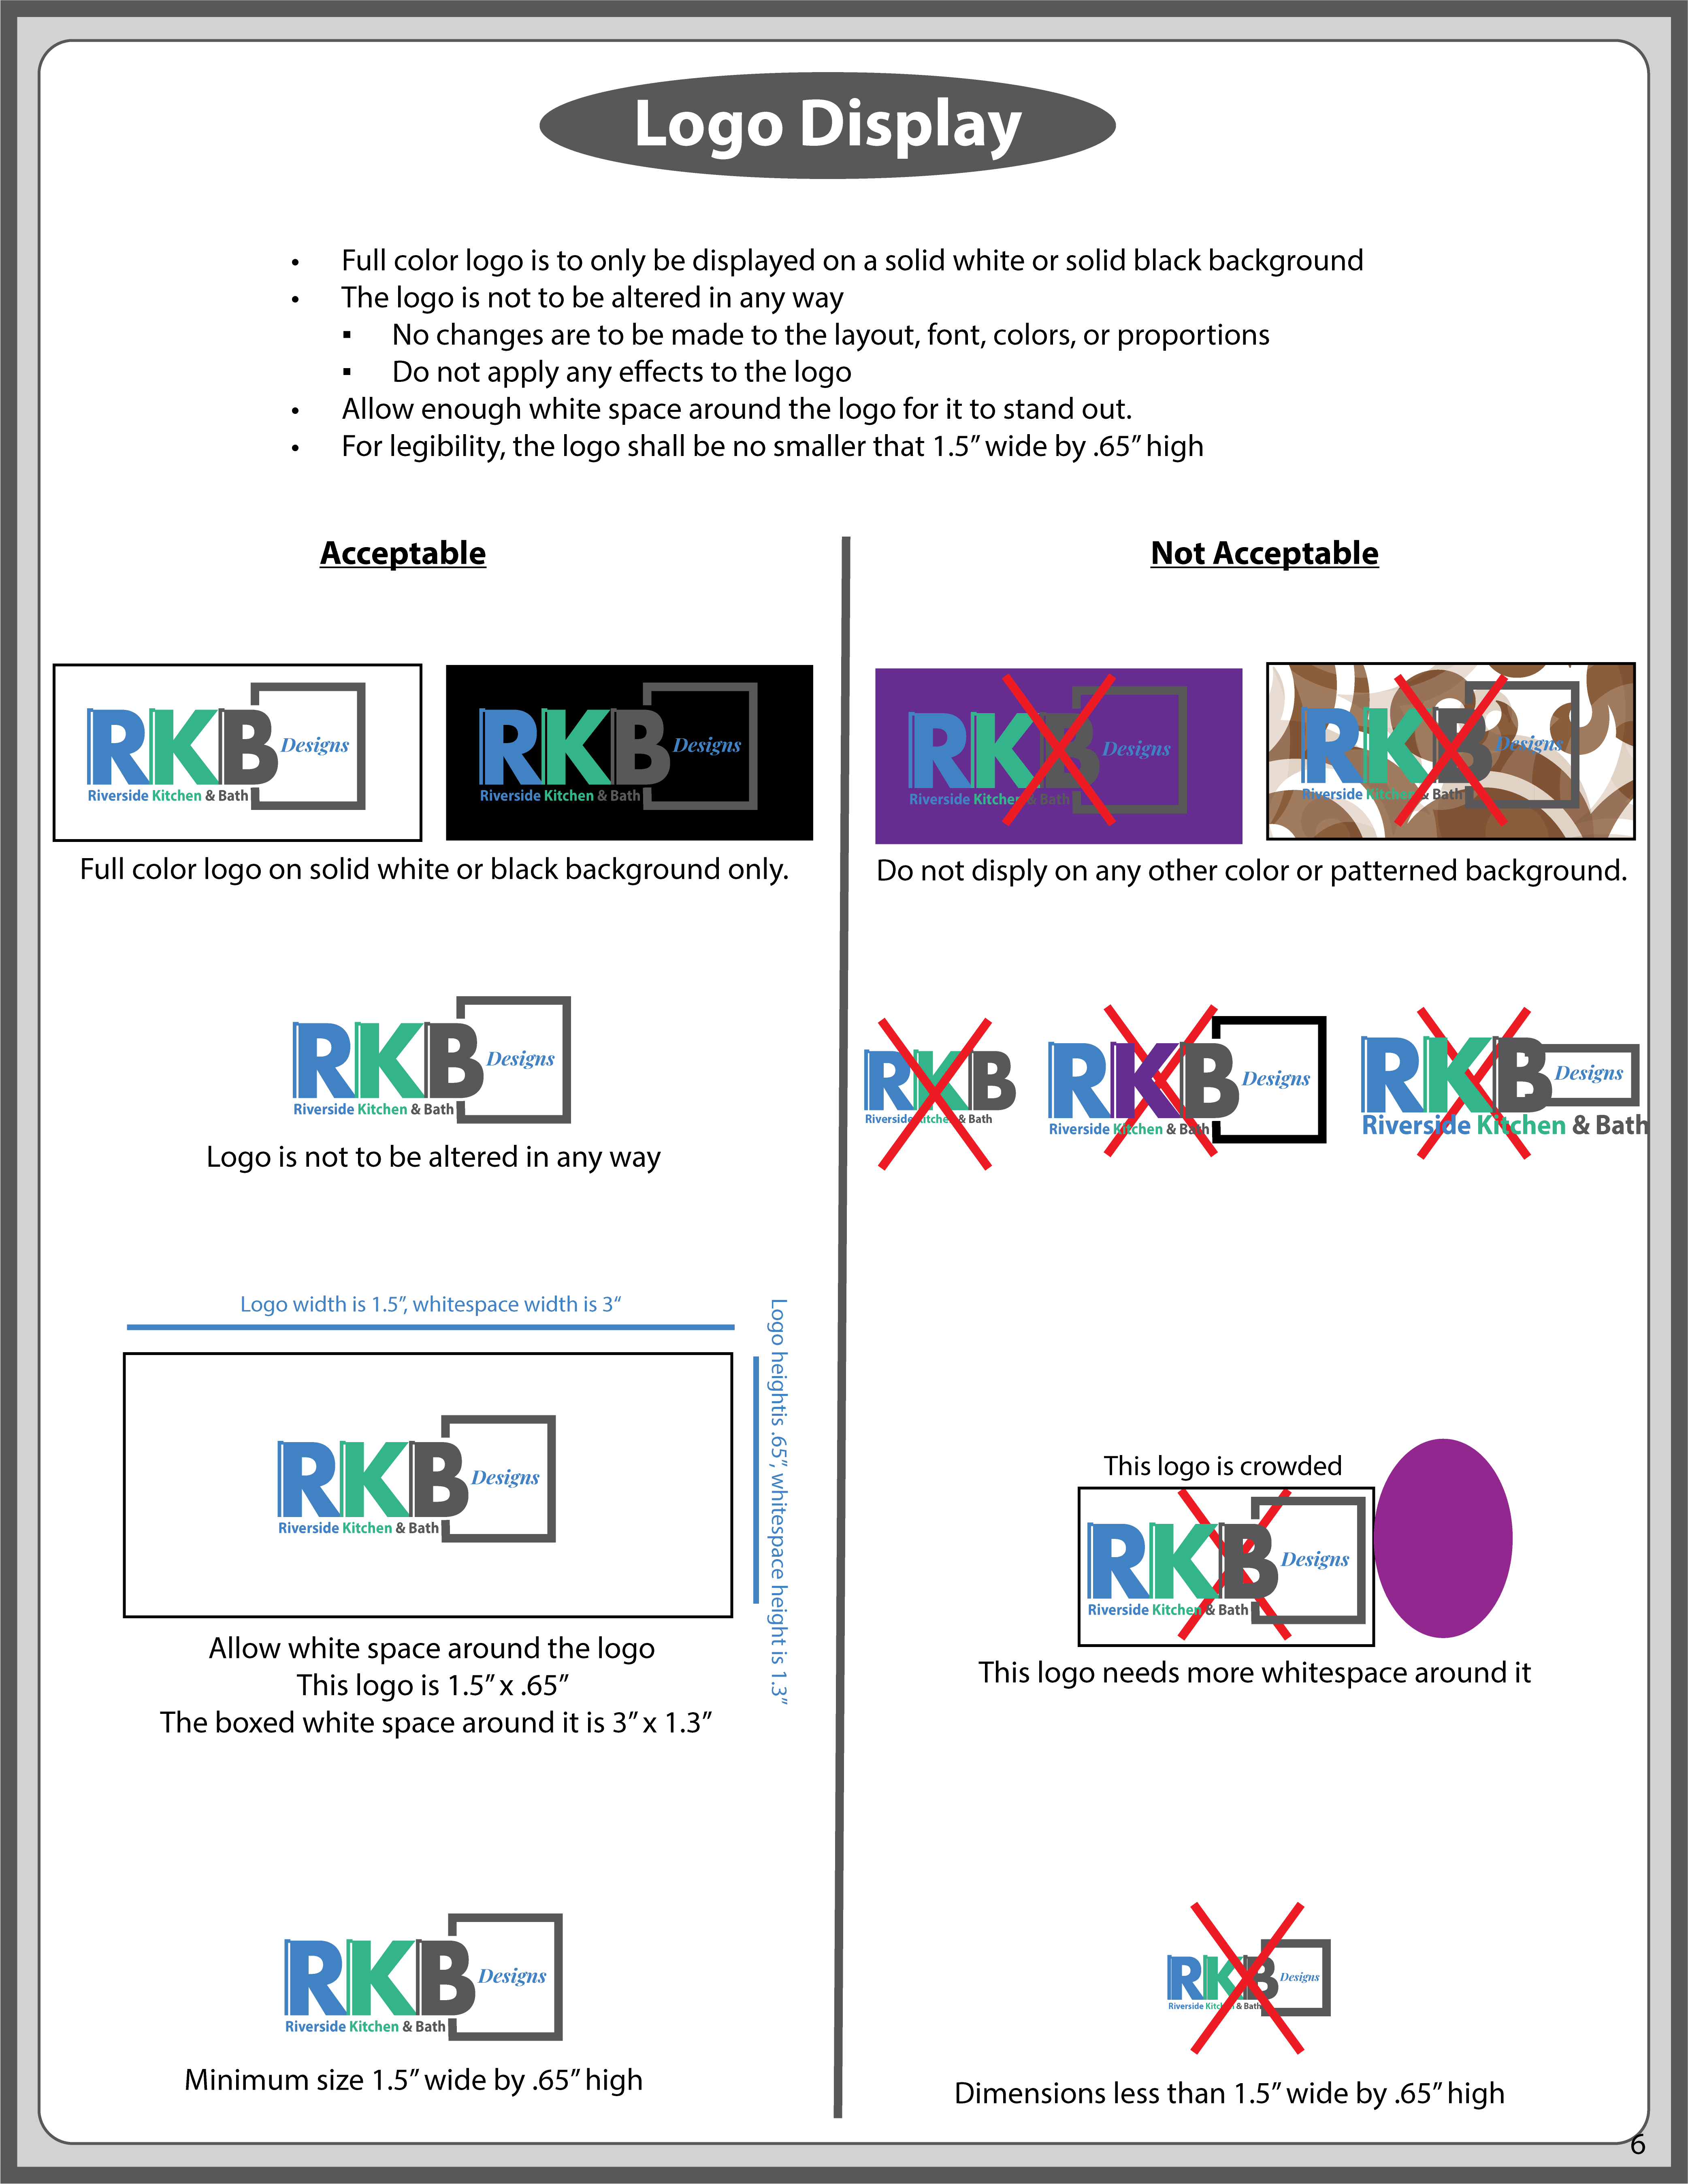 Logo Display
• Full color logo is to only be displayed on a solid white or solid black background
• The logo is not to be altered in any way
▪ No changes are to be made to the layout, font, colors, or proportions
▪ Do not apply any effects to the logo
• Allow enough white space around the logo for it to stand out.
• For legibility, the logo shall be no smaller that 1.5” wide by .65” high
Acceptable
RKB Designs
Riverside Kitchen & Bath
RKB Designs
Riverside Kitchen & Bath
Full color logo on solid white or black background only.
RKB Designs
Riverside Kitchen & Bath
Logo is not to be altered in any way
Logo width is 1.5”, whitespace width is 3“
Logo heightis .65”, whitespace height is 1.3”
RKB Designs
Riverside Kitchen & Bath
Allow white space around the logo
This logo is 1.5” x .65”
The boxed white space around it is 3” x 1.3”
RKB Designs
Riverside Kitchen & Bath
Minimum size 1.5” wide by .65” high
Not Acceptable
RKB Designs
Riverside Kitchen & Bath
RKB Designs
Riverside Kitchen & Bath
Do not disply on any other color or patterned background.
RKB
Riverside Kitchen & Bath
RKB Designs
Riverside Kitchen & Bath
RKB Designs
Riverside Kitchen & Bath
This logo is crowded
RKB Designs
Riverside Kitchen & Bath
This logo needs more whitespace around it
RKB Designs
Riverside Kitchen & Bath
Dimensions less than 1.5” wide by .65” high
6